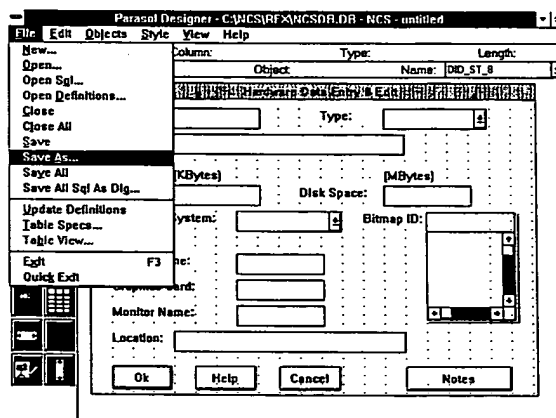 Parasol Designer - C:\NCS\RFX\NCSDB.DB - NCS - untitled
File Edit Objects Style View Help
New...
Open...
Open Sql...
Open Definitions...
Close
Close All
Save
Save As...
Save All
Save All Sql As Dlg...
Update Definitions
Table Specs...
Table View...
Exit F3
Quick Exit
Column: Type: Length:
Object: Name: DID_ST_8
Hardware Data Entry & Edit
Type:
[KBytes] [MBytes]
Disk Space:
ystem: Bitmap ID:
me:
Card:
Monitor Name:
Location:
Ok Help Cancel Notes